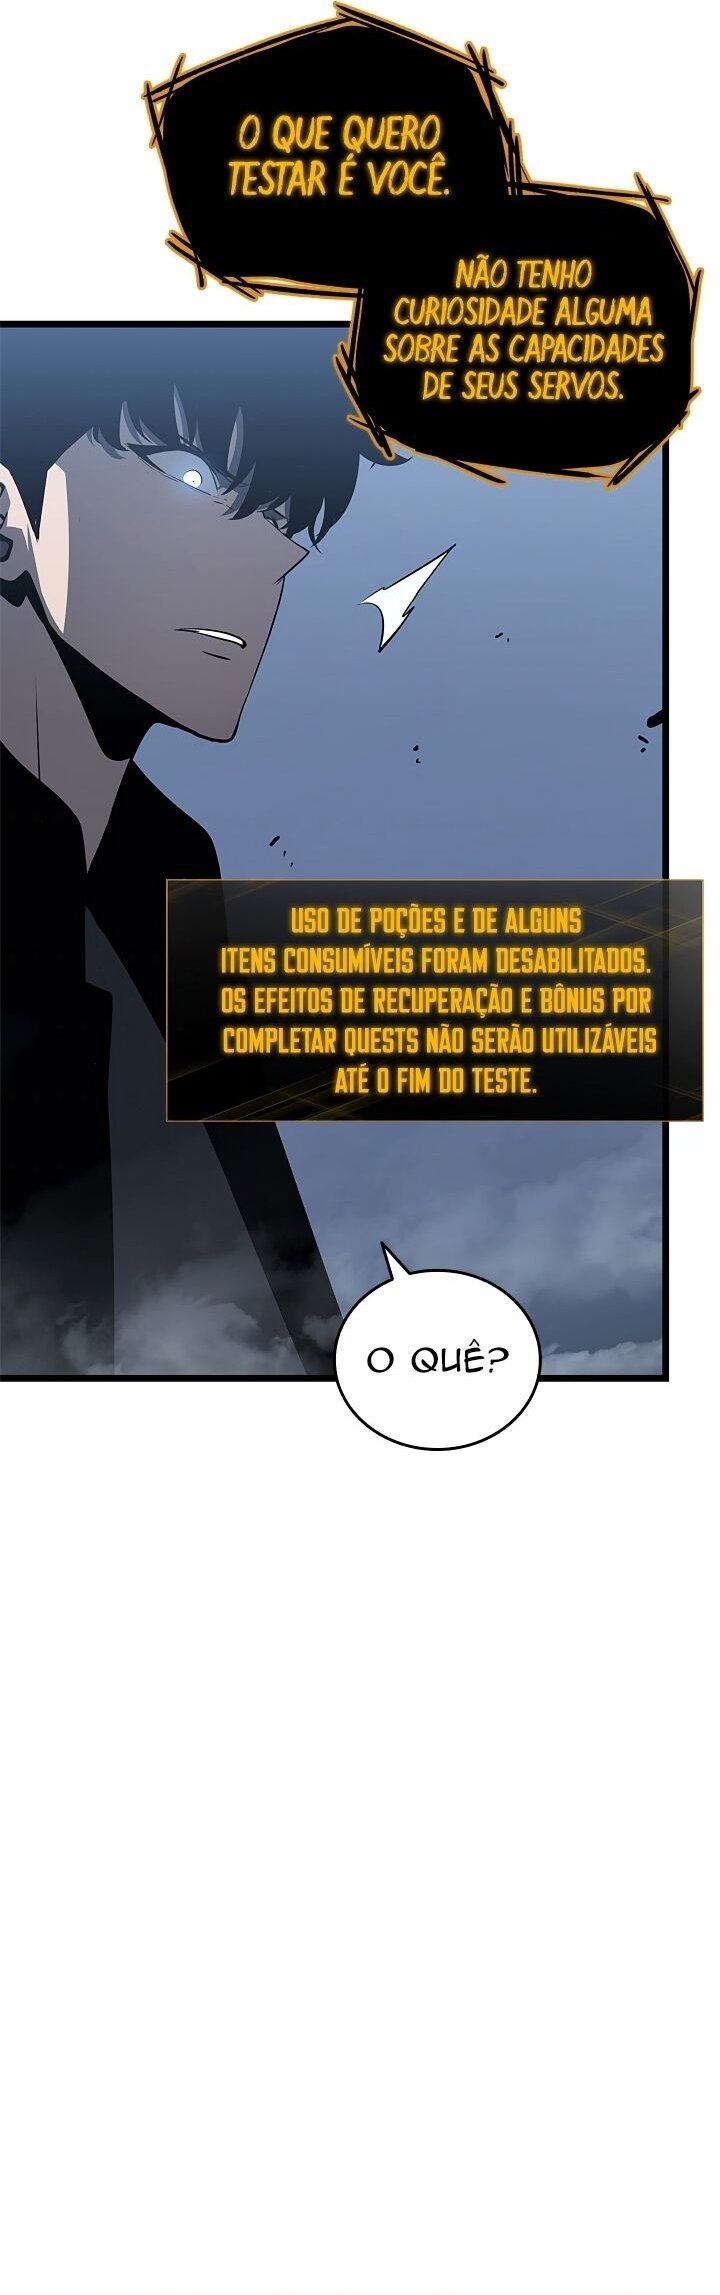 O QUE QUERO
TESTAR É VOCÊ.
NÃO TENHO
CURIOSIDADE ALGUMA
SOBRE AS CAPACIDADES
DE SEUS SERVOS.
USO DE POÇÕES E DE ALGUNS
ITENS CONSUMÍVEIS FORAM DESABILITADOS.
OS EFEITOS DE RECUPERAÇÃO E BÔNUS POR
COMPLETAR QUESTS NÃO SERÃO UTILIZÁVEIS
ATÉ O FIM DO TESTE.
O QUÊ?